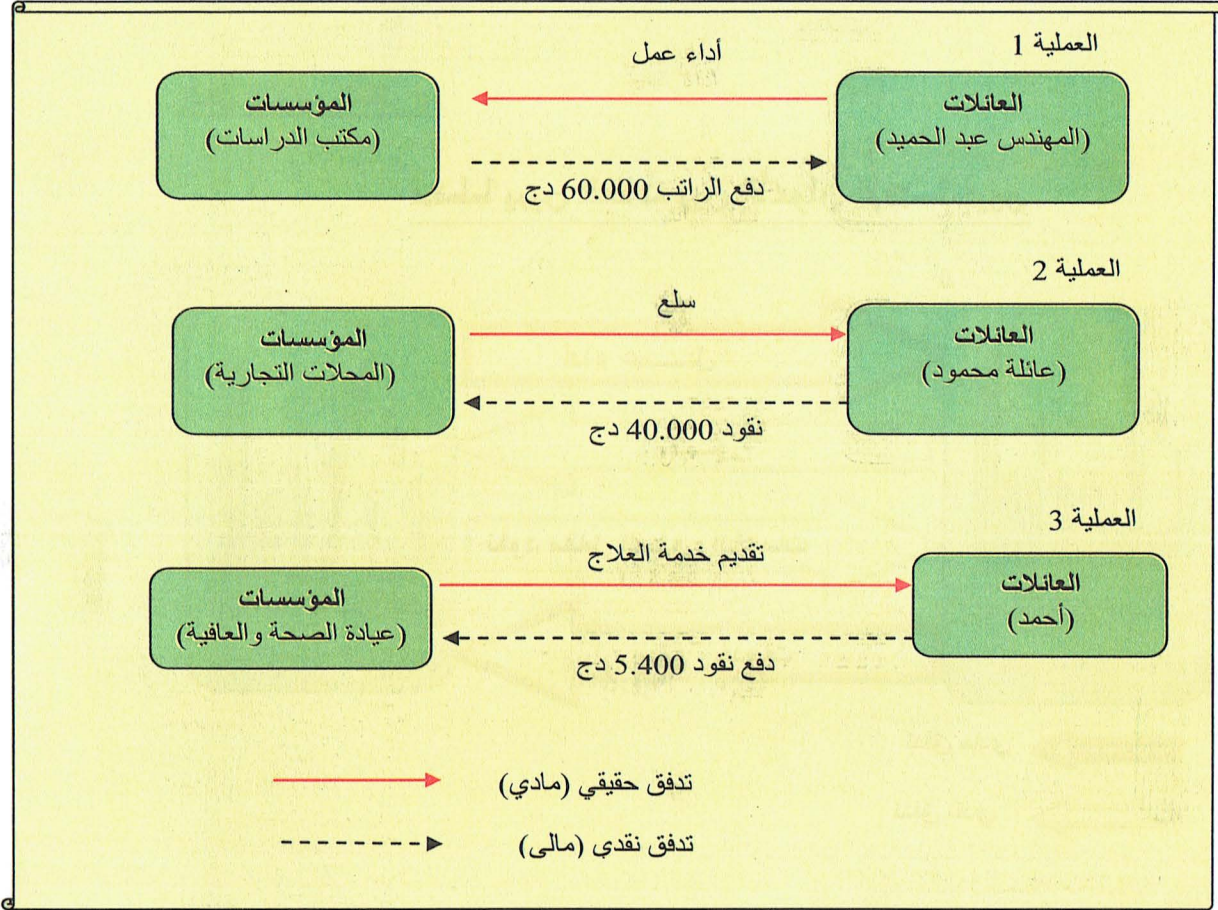 العملية 1
أداء عمل
العائلات
(المهندس عبد الحميد)
المؤسسات
(مكتب الدراسات)
دفع الراتب 60.000 دج
العملية 2
سلع
العائلات
(عائلة محمود)
المؤسسات
(المحلات التجارية)
نقود 40.000 دج
العملية 3
تقديم خدمة العلاج
العائلات
(أحمد)
المؤسسات
(عيادة الصحة والعافية)
دفع نقود 5.400 دج
تدفق حقيقي (مادي)
تدفق نقدي (مالى)